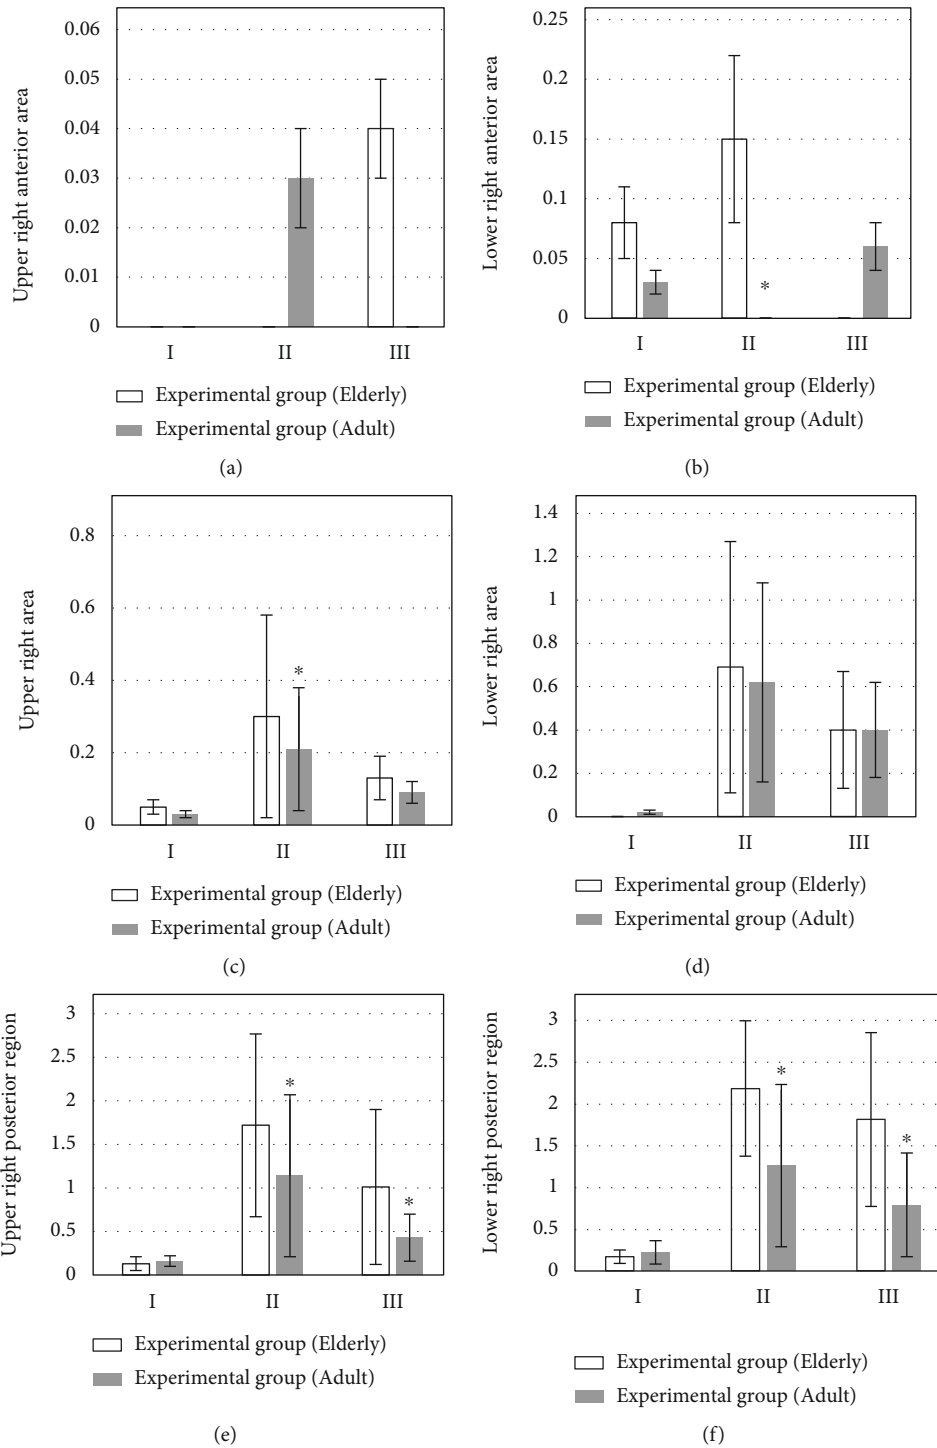 Upper right anterior area
0.06
0.05
0.04
0.03
0.02
0.01
0
I II III
Experimental group (Elderly)
Experimental group (Adult)
(a)
Lower right anterior area
0.25
0.2
0.15
0.1
0.05
0
*
I II III
Experimental group (Elderly)
Experimental group (Adult)
(b)
Upper right area
0.8
0.6
0.4
0.2
0
*
I II III
Experimental group (Elderly)
Experimental group (Adult)
(c)
Lower right area
1.4
1.2
1
0.8
0.6
0.4
0.2
0
I II III
Experimental group (Elderly)
Experimental group (Adult)
(d)
Upper right posterior region
3
2.5
2
1.5
1
0.5
0
*
*
I II III
Experimental group (Elderly)
Experimental group (Adult)
(e)
Lower right posterior region
3
2.5
2
1.5
1
0.5
0
*
*
I II III
Experimental group (Elderly)
Experimental group (Adult)
(f)